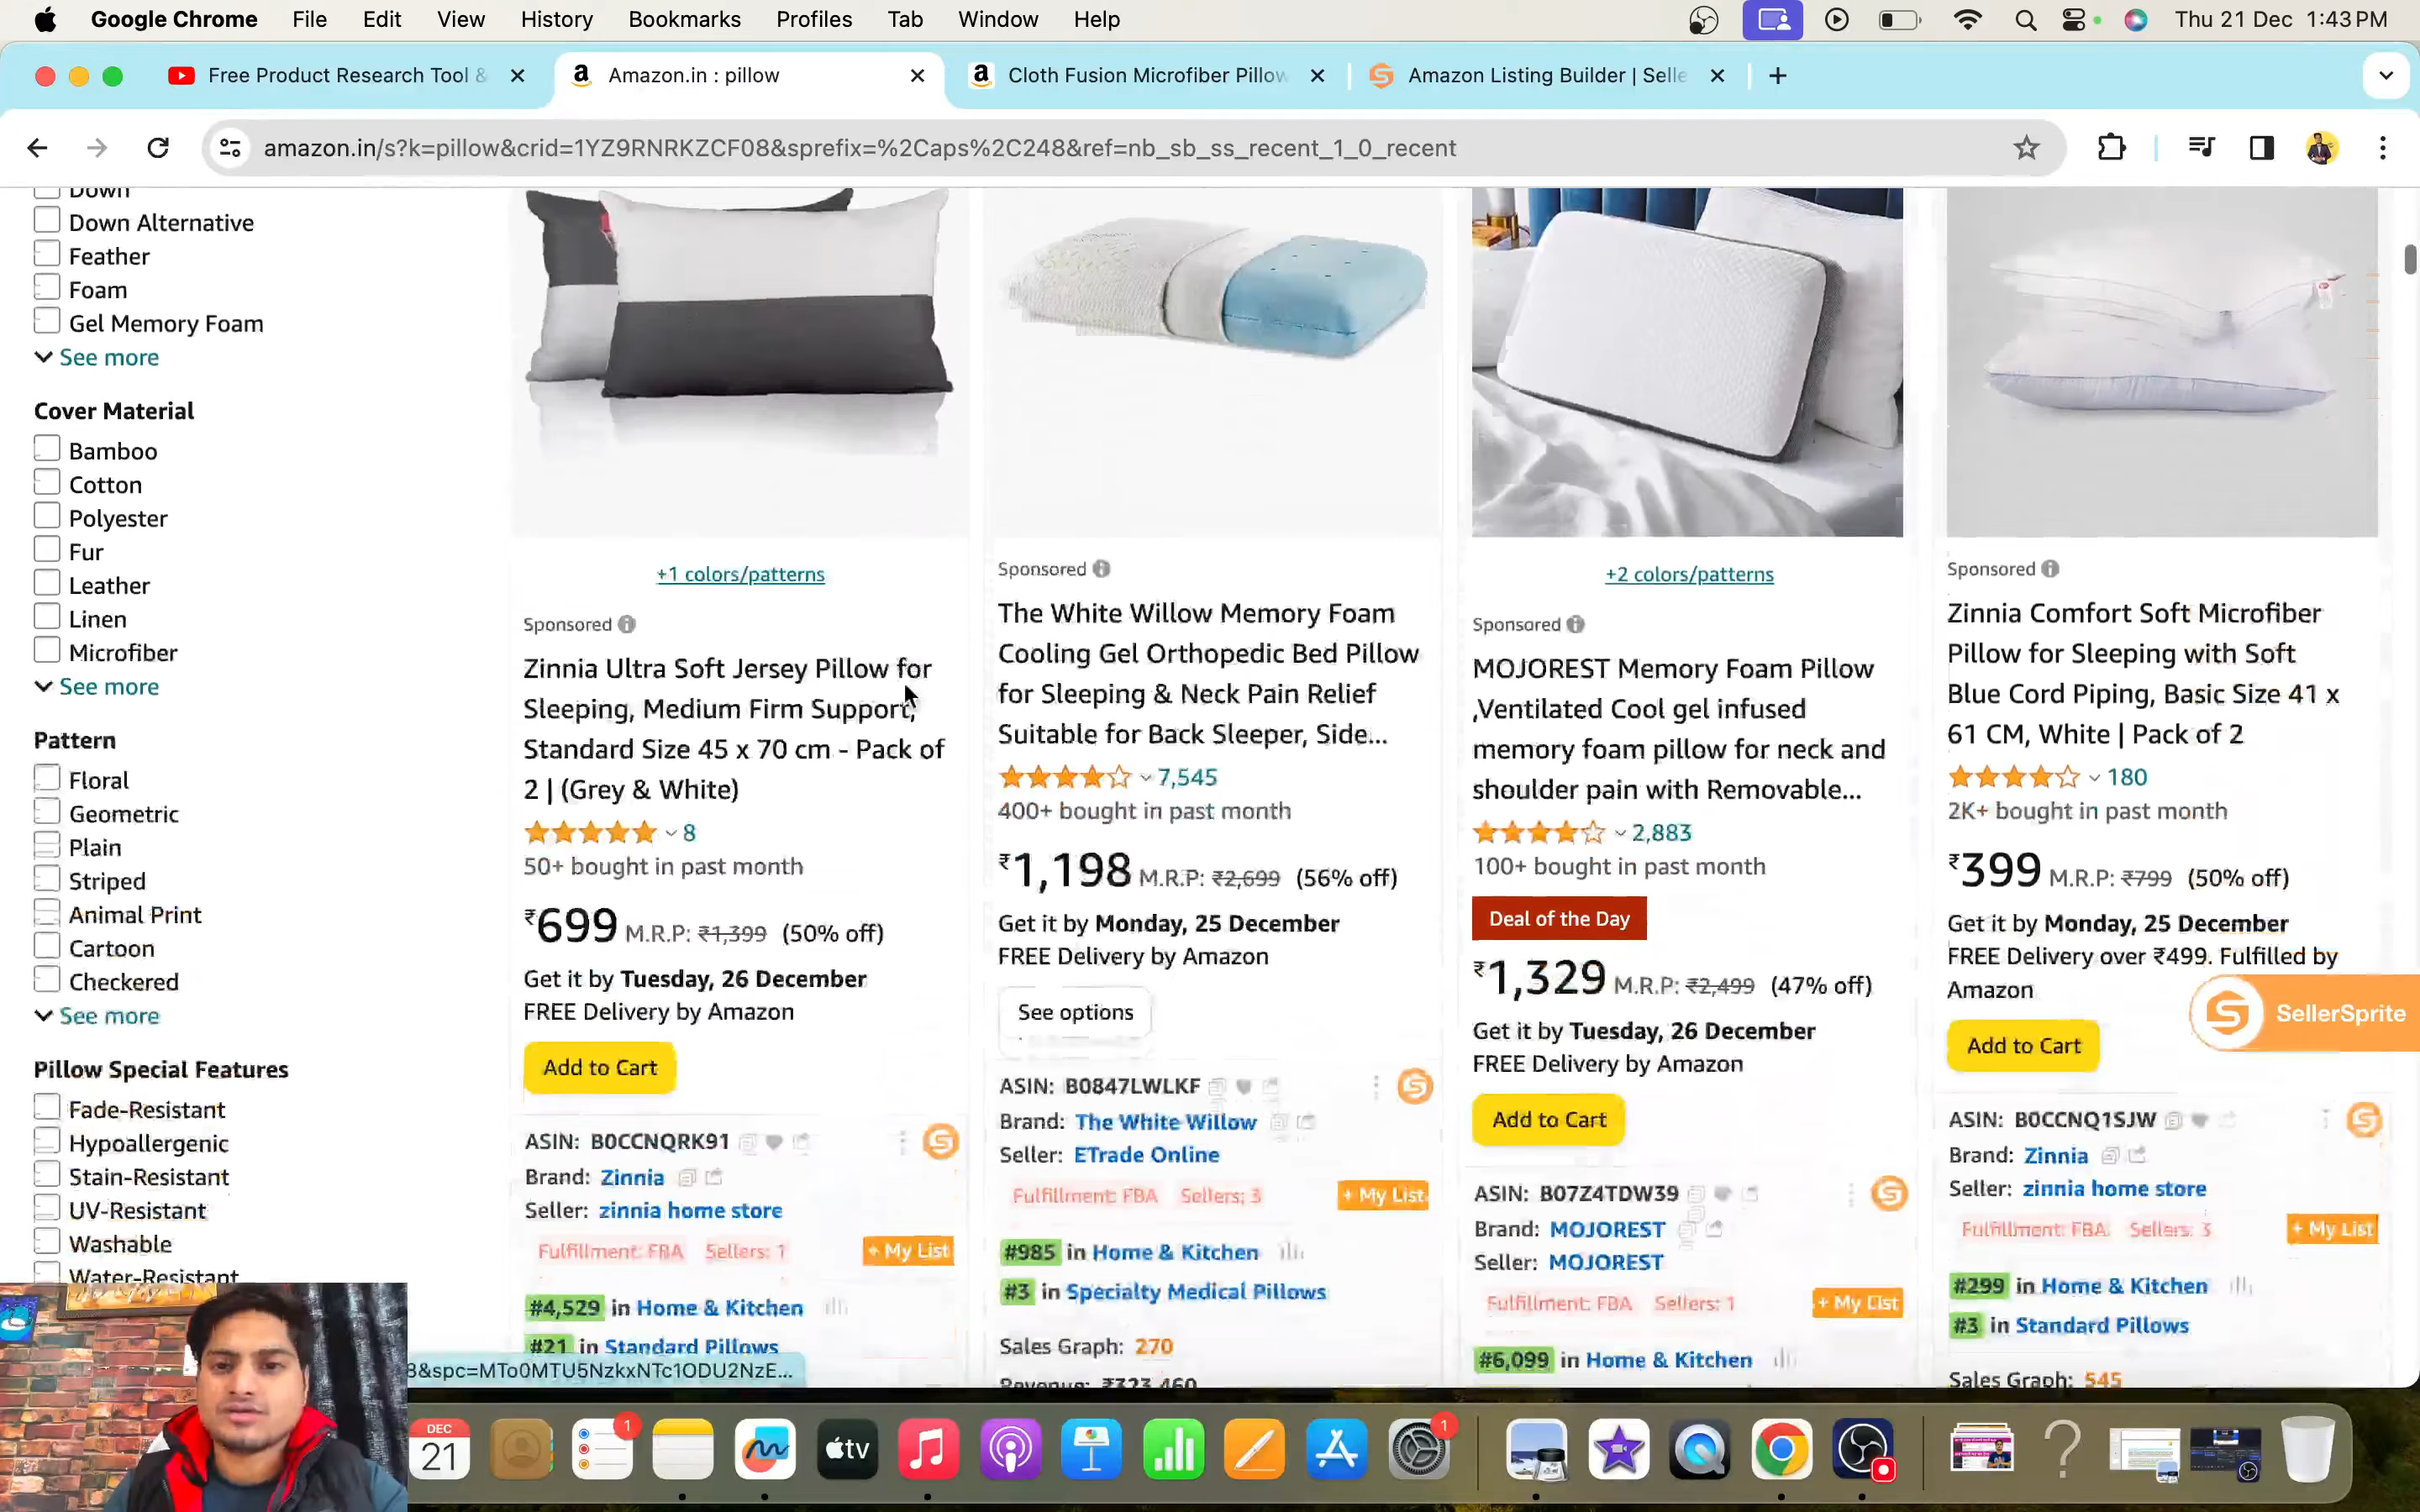 Google Chrome File Edit View History Bookmarks Profiles Tab Window Help
Thu 21 Dec 1:43 PM
Free Product Research Tool &
Amazon.in : pillow
Cloth Fusion Microfiber Pillow
Amazon Listing Builder | Selle
amazon.in/s?k=pillow&crid=1YZ9RNRKZCF08&sprefix=%2Caps%2C248&ref=nb_sb_ss_recent_1_0_recent
Down
Down Alternative
Feather
Foam
Gel Memory Foam
See more
Cover Material
Bamboo
Cotton
Polyester
Fur
Leather
Linen
Microfiber
See more
Pattern
Floral
Geometric
Plain
Striped
Animal Print
Cartoon
Checkered
See more
Pillow Special Features
Fade-Resistant
Hypoallergenic
Stain-Resistant
UV-Resistant
Washable
Water-Resistant
+1 colors/patterns
Sponsored
Zinnia Ultra Soft Jersey Pillow for
Sleeping, Medium Firm Support,
Standard Size 45 x 70 cm - Pack of
2 | (Grey & White)
8
50+ bought in past month
₹699 M.R.P: ₹1,399 (50% off)
Get it by Tuesday, 26 December
FREE Delivery by Amazon
Add to Cart
ASIN: B0CCNQRK91
Brand: Zinnia
Seller: zinnia home store
Fulfillment: FBA Sellers: 1 + My List
#4,529 in Home & Kitchen
#21 in Standard Pillows
Sponsored
The White Willow Memory Foam
Cooling Gel Orthopedic Bed Pillow
for Sleeping & Neck Pain Relief
Suitable for Back Sleeper, Side...
7,545
400+ bought in past month
₹1,198 M.R.P: ₹2,699 (56% off)
Get it by Monday, 25 December
FREE Delivery by Amazon
See options
ASIN: B0847LWLKF
Brand: The White Willow
Seller: ETrade Online
Fulfillment: FBA Sellers: 3 + My List
#985 in Home & Kitchen
#3 in Specialty Medical Pillows
Sales Graph: 270
Revenue: ₹323,460
+2 colors/patterns
Sponsored
MOJOREST Memory Foam Pillow
,Ventilated Cool gel infused
memory foam pillow for neck and
shoulder pain with Removable...
2,883
100+ bought in past month
Deal of the Day
₹1,329 M.R.P: ₹2,499 (47% off)
Get it by Tuesday, 26 December
FREE Delivery by Amazon
Add to Cart
ASIN: B07Z4TDW39
Brand: MOJOREST
Seller: MOJOREST
Fulfillment: FBA Sellers: 1 + My List
#6,099 in Home & Kitchen
Sponsored
Zinnia Comfort Soft Microfiber
Pillow for Sleeping with Soft
Blue Cord Piping, Basic Size 41 x
61 CM, White | Pack of 2
180
2K+ bought in past month
₹399 M.R.P: ₹799 (50% off)
Get it by Monday, 25 December
FREE Delivery over ₹499. Fulfilled by
Amazon
Add to Cart
SellerSprite
ASIN: B0CCNQ1SJW
Brand: Zinnia
Seller: zinnia home store
Fulfillment: FBA Sellers: 3 + My List
#299 in Home & Kitchen
#3 in Standard Pillows
Sales Graph: 545
8&spc=MTo0MTU5NzkxNTc1ODU2NzE...
DEC
21
1
tv
1